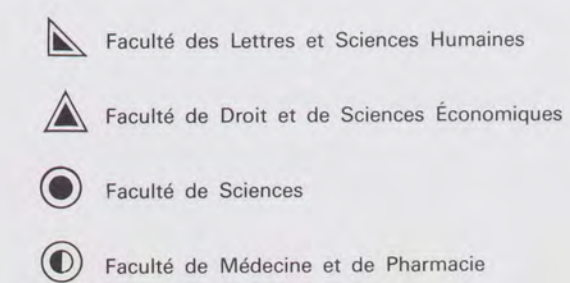 Faculté des Lettres et Sciences Humaines
Faculté de Droit et de Sciences Économiques
Faculté de Sciences
Faculté de Médecine et de Pharmacie